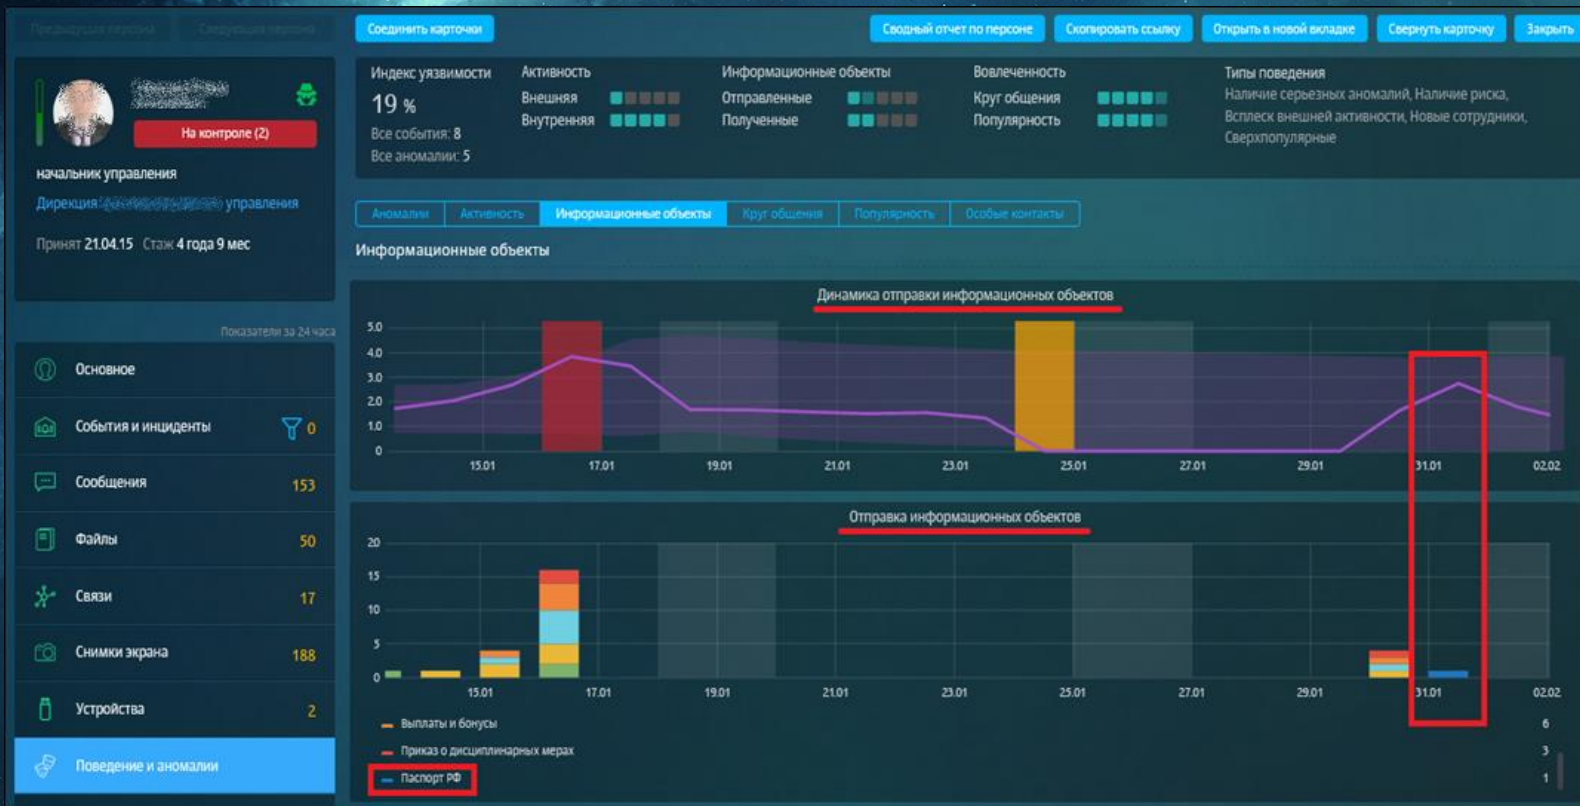 Предыдущая персона Следующая персона Соединить карточки Сводный отчет по персоне Скопировать ссылку Открыть в новой вкладке Свернуть карточку Закрыть
На контроле (2)
начальник управления
Дирекция управления
Принят 21.04.15 Стаж 4 года 9 мес
Индекс уязвимости
19 %
Все события: 8
Все аномалии: 5
Активность
Внешняя
Внутренняя
Информационные объекты
Отправленные
Полученные
Вовлеченность
Круг общения
Популярность
Типы поведения
Наличие серьезных аномалий, Наличие риска,
Всплеск внешней активности, Новые сотрудники,
Сверхпопулярные
Аномалии Активность Информационные объекты Круг общения Популярность Особые контакты
Информационные объекты
Показатели за 24 часа
Основное
События и инциденты 0
Сообщения 153
Файлы 50
Связи 17
Снимки экрана 188
Устройства 2
Поведение и аномалии
Динамика отправки информационных объектов
5.0
4.0
3.0
2.0
1.0
0
15.01 17.01 19.01 21.01 23.01 25.01 27.01 29.01 31.01 02.02
Отправка информационных объектов
20
15
10
5
0
15.01 17.01 19.01 21.01 23.01 25.01 27.01 29.01 31.01 02.02
Выплаты и бонусы 6
Приказ о дисциплинарных мерах 3
Паспорт РФ 1